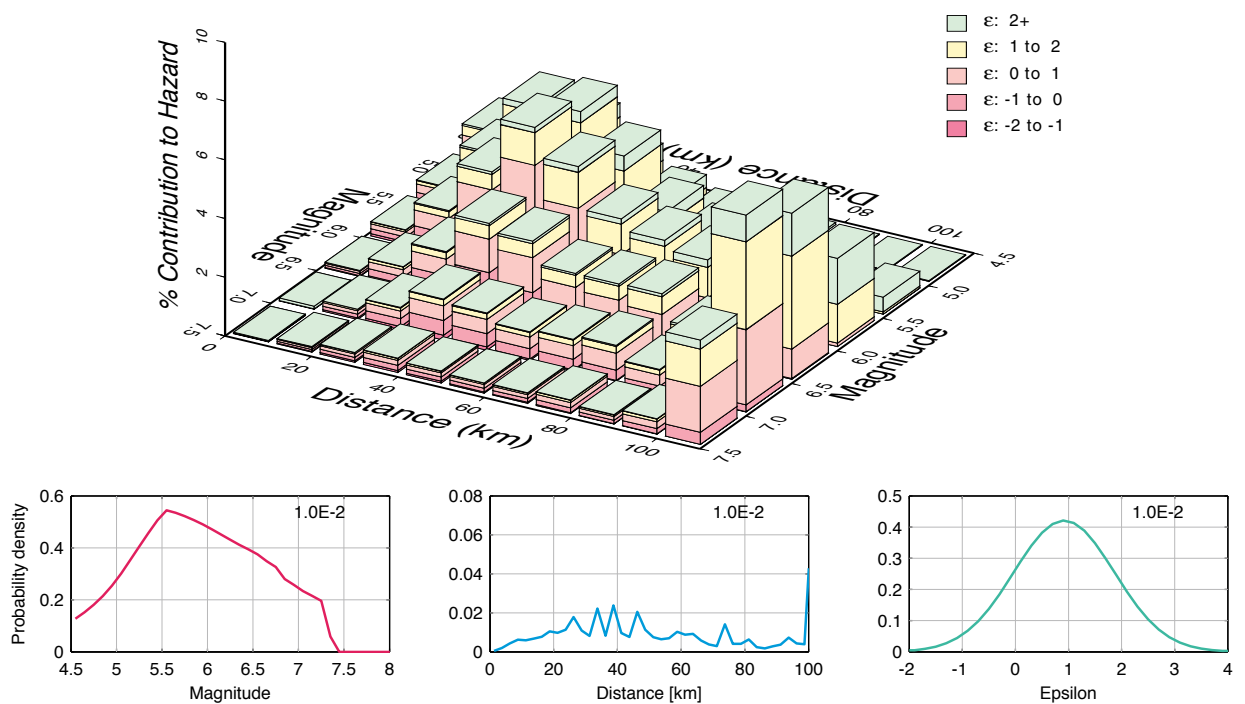 ε: 2+
ε: 1 to 2
ε: 0 to 1
ε: -1 to 0
ε: -2 to -1
% Contribution to Hazard
10
8
6
4
2
Magnitude
5.0
5.5
6.0
6.5
7.0
7.5
Distance (km)
80
100
0
20
40
60
80
100
Distance (km)
4.5
5.0
5.5
6.0
6.5
7.0
7.5
Magnitude
Probability density
0.6
0.4
0.2
0
1.0E-2
4.5 5 5.5 6 6.5 7 7.5 8
Magnitude
0.08
0.06
0.04
0.02
0
1.0E-2
0 20 40 60 80 100
Distance [km]
0.5
0.4
0.3
0.2
0.1
0
1.0E-2
-2 -1 0 1 2 3 4
Epsilon